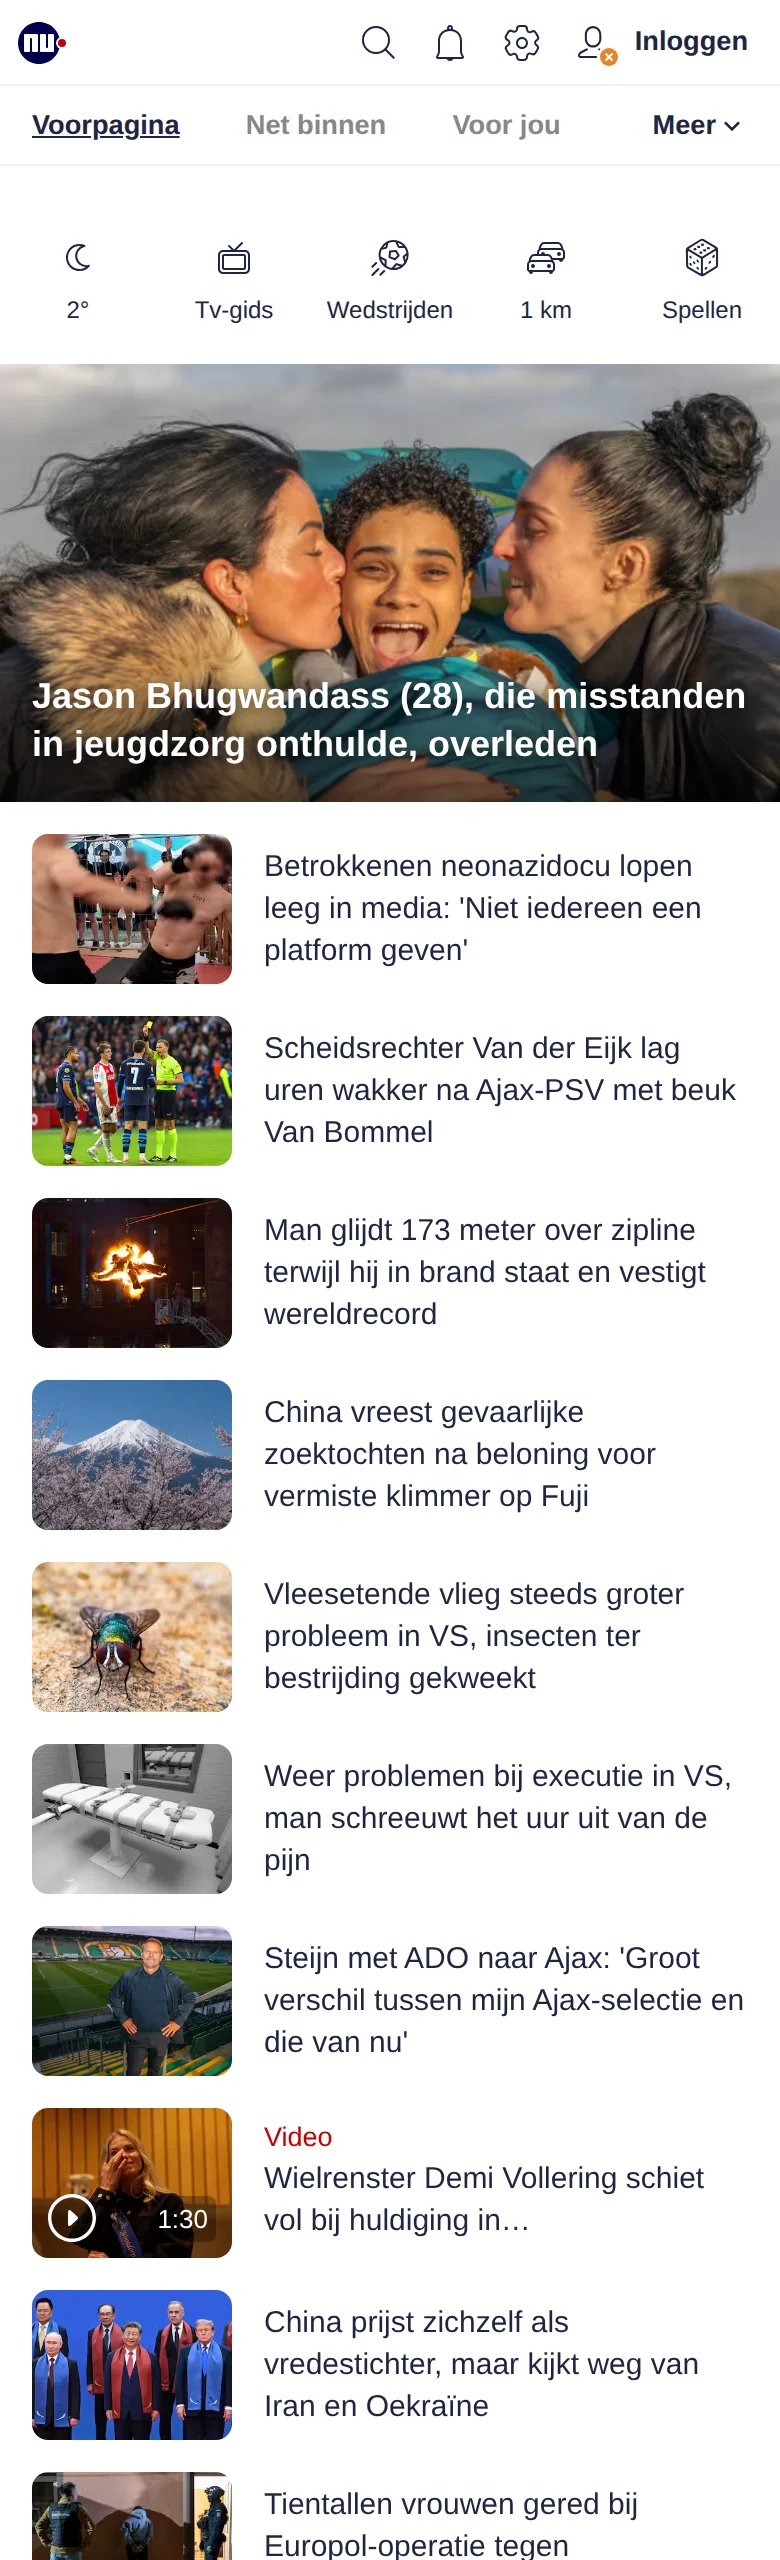 nu
Inloggen
Voorpagina
Net binnen
Voor jou
Meer
2°
Tv-gids
Wedstrijden
1 km
Spellen
Jason Bhugwandass (28), die misstanden
in jeugdzorg onthulde, overleden
Betrokkenen neonazidocu lopen
leeg in media: 'Niet iedereen een
platform geven'
7
Scheidsrechter Van der Eijk lag
uren wakker na Ajax-PSV met beuk
Van Bommel
Man glijdt 173 meter over zipline
terwijl hij in brand staat en vestigt
wereldrecord
China vreest gevaarlijke
zoektochten na beloning voor
vermiste klimmer op Fuji
Vleesetende vlieg steeds groter
probleem in VS, insecten ter
bestrijding gekweekt
Weer problemen bij executie in VS,
man schreeuwt het uur uit van de
pijn
Steijn met ADO naar Ajax: 'Groot
verschil tussen mijn Ajax-selectie en
die van nu'
1:30
Video
Wielrenster Demi Vollering schiet
vol bij huldiging in…
China prijst zichzelf als
vredestichter, maar kijkt weg van
Iran en Oekraïne
Tientallen vrouwen gered bij
Europol-operatie tegen